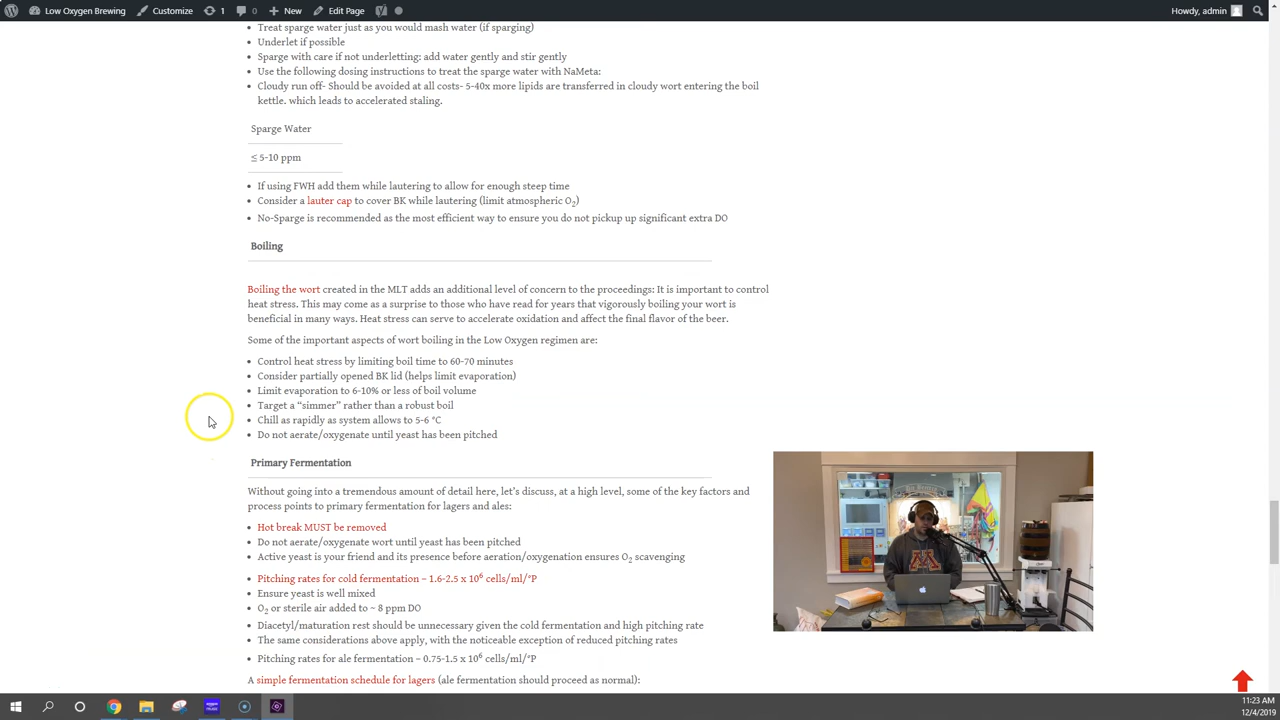 Low Oxygen Brewing
Customize
1
0
New
Edit Page
Howdy, admin
Treat sparge water just as you would mash water (if sparging)
Underlet if possible
Sparge with care if not underletting: add water gently and stir gently
Use the following dosing instructions to treat the sparge water with NaMeta:
Cloudy run off- Should be avoided at all costs- 5-40x more lipids are transferred in cloudy wort entering the boil
kettle. which leads to accelerated staling.
Sparge Water
≤ 5-10 ppm
If using FWH add them while lautering to allow for enough steep time
Consider a lauter cap to cover BK while lautering (limit atmospheric O₂)
No-Sparge is recommended as the most efficient way to ensure you do not pickup up significant extra DO
Boiling
Boiling the wort created in the MLT adds an additional level of concern to the proceedings: It is important to control
heat stress. This may come as a surprise to those who have read for years that vigorously boiling your wort is
beneficial in many ways. Heat stress can serve to accelerate oxidation and affect the final flavor of the beer.
Some of the important aspects of wort boiling in the Low Oxygen regimen are:
Control heat stress by limiting boil time to 60-70 minutes
Consider partially opened BK lid (helps limit evaporation)
Limit evaporation to 6-10% or less of boil volume
Target a “simmer” rather than a robust boil
Chill as rapidly as system allows to 5-6 °C
Do not aerate/oxygenate until yeast has been pitched
Primary Fermentation
Without going into a tremendous amount of detail here, let’s discuss, at a high level, some of the key factors and
process points to primary fermentation for lagers and ales:
Hot break MUST be removed
Do not aerate/oxygenate wort until yeast has been pitched
Active yeast is your friend and its presence before aeration/oxygenation ensures O₂ scavenging
Pitching rates for cold fermentation – 1.6-2.5 x 10⁶ cells/ml/°P
Ensure yeast is well mixed
O₂ or sterile air added to ~ 8 ppm DO
Diacetyl/maturation rest should be unnecessary given the cold fermentation and high pitching rate
The same considerations above apply, with the noticeable exception of reduced pitching rates
Pitching rates for ale fermentation – 0.75-1.5 x 10⁶ cells/ml/°P
A simple fermentation schedule for lagers (ale fermentation should proceed as normal):
11:23 AM
12/4/2019